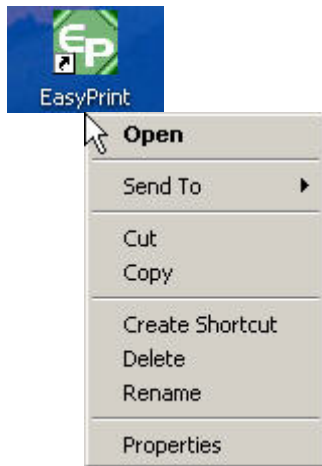 EP
EasyPrint
Open
Send To
Cut
Copy
Create Shortcut
Delete
Rename
Properties